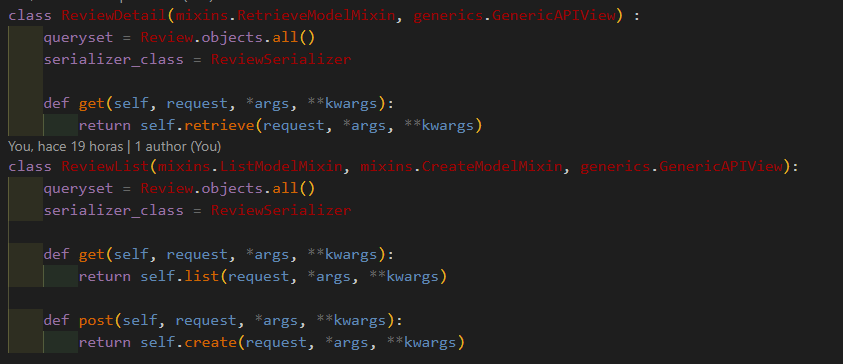 class ReviewDetail(mixins.RetrieveModelMixin, generics.GenericAPIView) :
    queryset = Review.objects.all()
    serializer_class = ReviewSerializer

    def get(self, request, *args, **kwargs):
        return self.retrieve(request, *args, **kwargs)
You, hace 19 horas | 1 author (You)
class ReviewList(mixins.ListModelMixin, mixins.CreateModelMixin, generics.GenericAPIView):
    queryset = Review.objects.all()
    serializer_class = ReviewSerializer

    def get(self, request, *args, **kwargs):
        return self.list(request, *args, **kwargs)

    def post(self, request, *args, **kwargs):
        return self.create(request, *args, **kwargs)